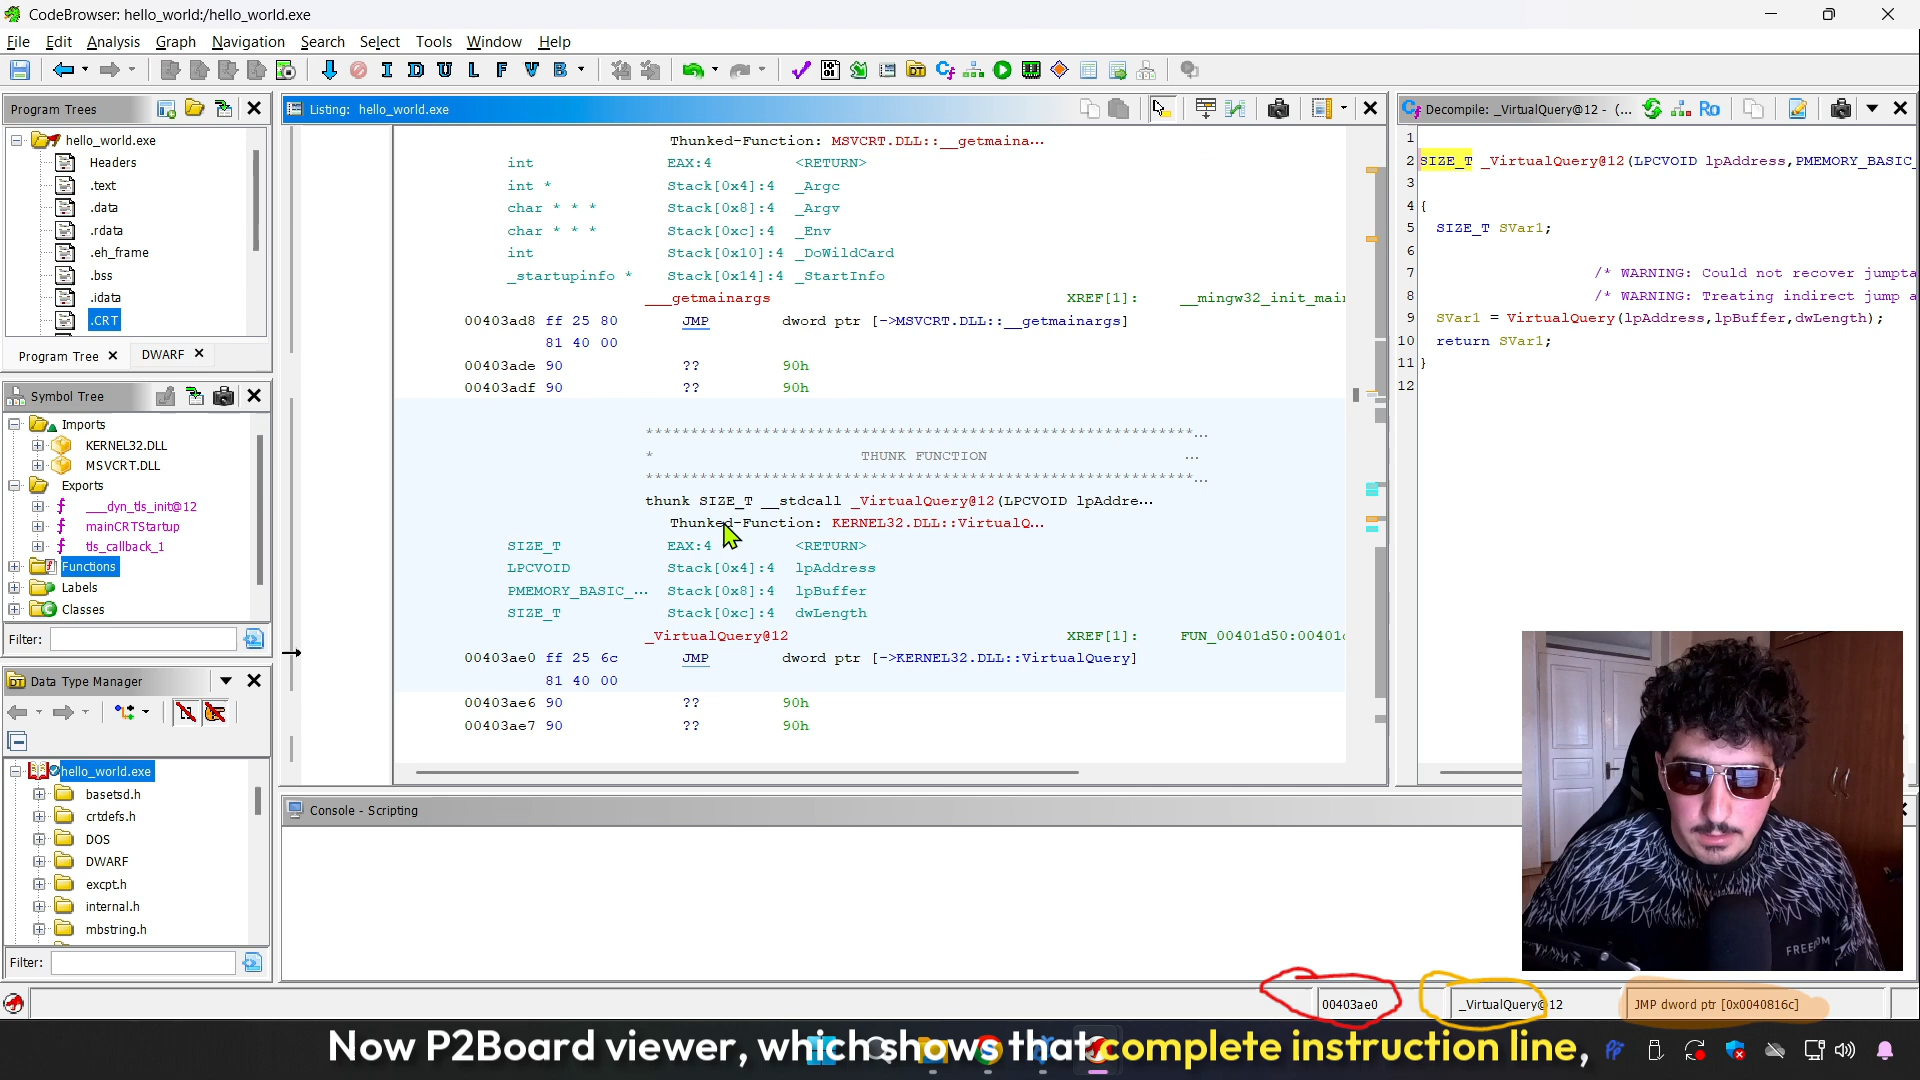 CodeBrowser: hello_world:/hello_world.exe
File Edit Analysis Graph Navigation Search Select Tools Window Help
I D U L F V B
Program Trees
hello_world.exe
Headers
.text
.data
.rdata
.eh_frame
.bss
.idata
.CRT
Program Tree DWARF
Symbol Tree
Imports
KERNEL32.DLL
MSVCRT.DLL
Exports
___dyn_tls_init@12
mainCRTStartup
tls_callback_1
Functions
Labels
Classes
Filter:
Data Type Manager
hello_world.exe
basetsd.h
crtdefs.h
DOS
DWARF
excpt.h
internal.h
mbstring.h
Filter:
Listing: hello_world.exe
Thunked-Function: MSVCRT.DLL::__getmaina...
int EAX:4 <RETURN>
int * Stack[0x4]:4 _Argc
char * * * Stack[0x8]:4 _Argv
char * * * Stack[0xc]:4 _Env
int Stack[0x10]:4 _DoWildCard
_startupinfo * Stack[0x14]:4 _StartInfo
___getmainargs XREF[1]: __mingw32_init_mai
00403ad8 ff 25 80 JMP dword ptr [->MSVCRT.DLL::__getmainargs]
81 40 00
00403ade 90 ?? 90h
00403adf 90 ?? 90h
*************************************************************...
* THUNK FUNCTION ...
*************************************************************...
thunk SIZE_T __stdcall _VirtualQuery@12(LPCVOID lpAddre...
Thunked-Function: KERNEL32.DLL::VirtualQ...
SIZE_T EAX:4 <RETURN>
LPCVOID Stack[0x4]:4 lpAddress
PMEMORY_BASIC_... Stack[0x8]:4 lpBuffer
SIZE_T Stack[0xc]:4 dwLength
_VirtualQuery@12 XREF[1]: FUN_00401d50:00401
00403ae0 ff 25 6c JMP dword ptr [->KERNEL32.DLL::VirtualQuery]
81 40 00
00403ae6 90 ?? 90h
00403ae7 90 ?? 90h
Decompile: _VirtualQuery@12 - (...
Ro
1
2 SIZE_T _VirtualQuery@12(LPCVOID lpAddress,PMEMORY_BASIC_
3
4 {
5 SIZE_T SVar1;
6
7 /* WARNING: Could not recover jumpta
8 /* WARNING: Treating indirect jump a
9 SVar1 = VirtualQuery(lpAddress,lpBuffer,dwLength);
10 return SVar1;
11 }
12
Console - Scripting
00403ae0 _VirtualQuery@12 JMP dword ptr [0x0040816c]
Now P2Board viewer, which shows that complete instruction line,